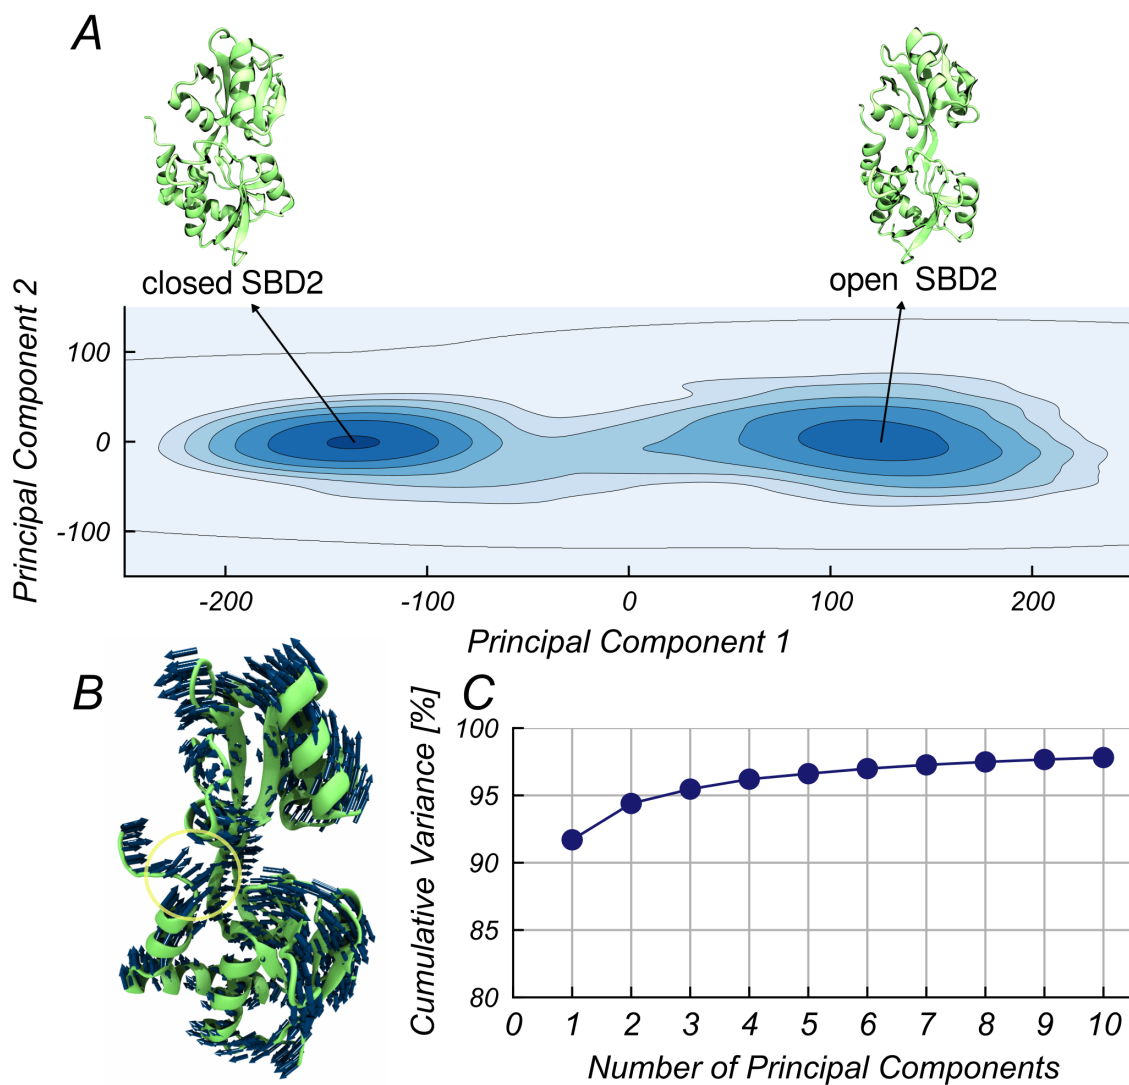 A
closed SBD2
open SBD2
Principal Component 2
100
0
-100
-200
-100
0
100
200
Principal Component 1
B
C
Cumulative Variance [%]
100
95
90
85
80
0 1 2 3 4 5 6 7 8 9 10
Number of Principal Components